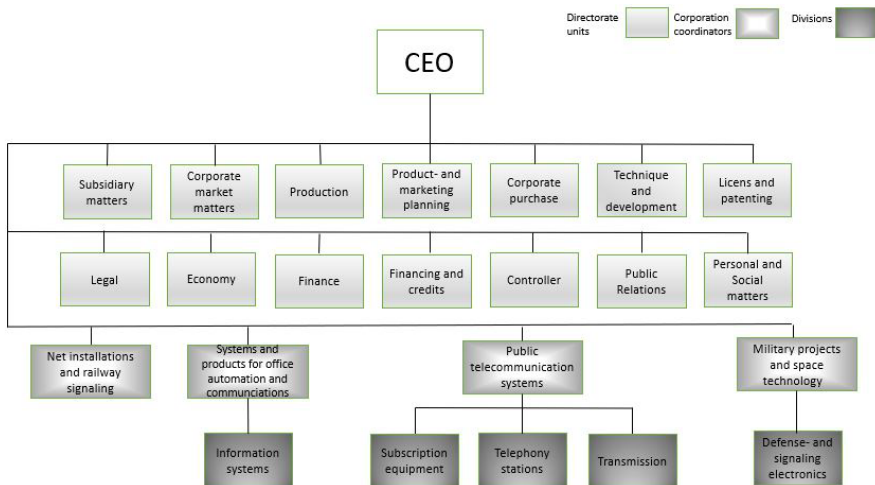 Directorate
units
Corporation
coordinators
Divisions
CEO
Subsidiary
matters
Corporate
market
matters
Production
Product- and
marketing
planning
Corporate
purchase
Technique
and
development
Licens and
patenting
Legal
Economy
Finance
Financing and
credits
Controller
Public
Relations
Personal and
Social
matters
Net installations
and railway
signaling
Systems and
products for office
automation and
communciations
Public
telecommunication
systems
Military projects
and space
technology
Information
systems
Subscription
equipment
Telephony
stations
Transmission
Defense- and
signaling
electronics